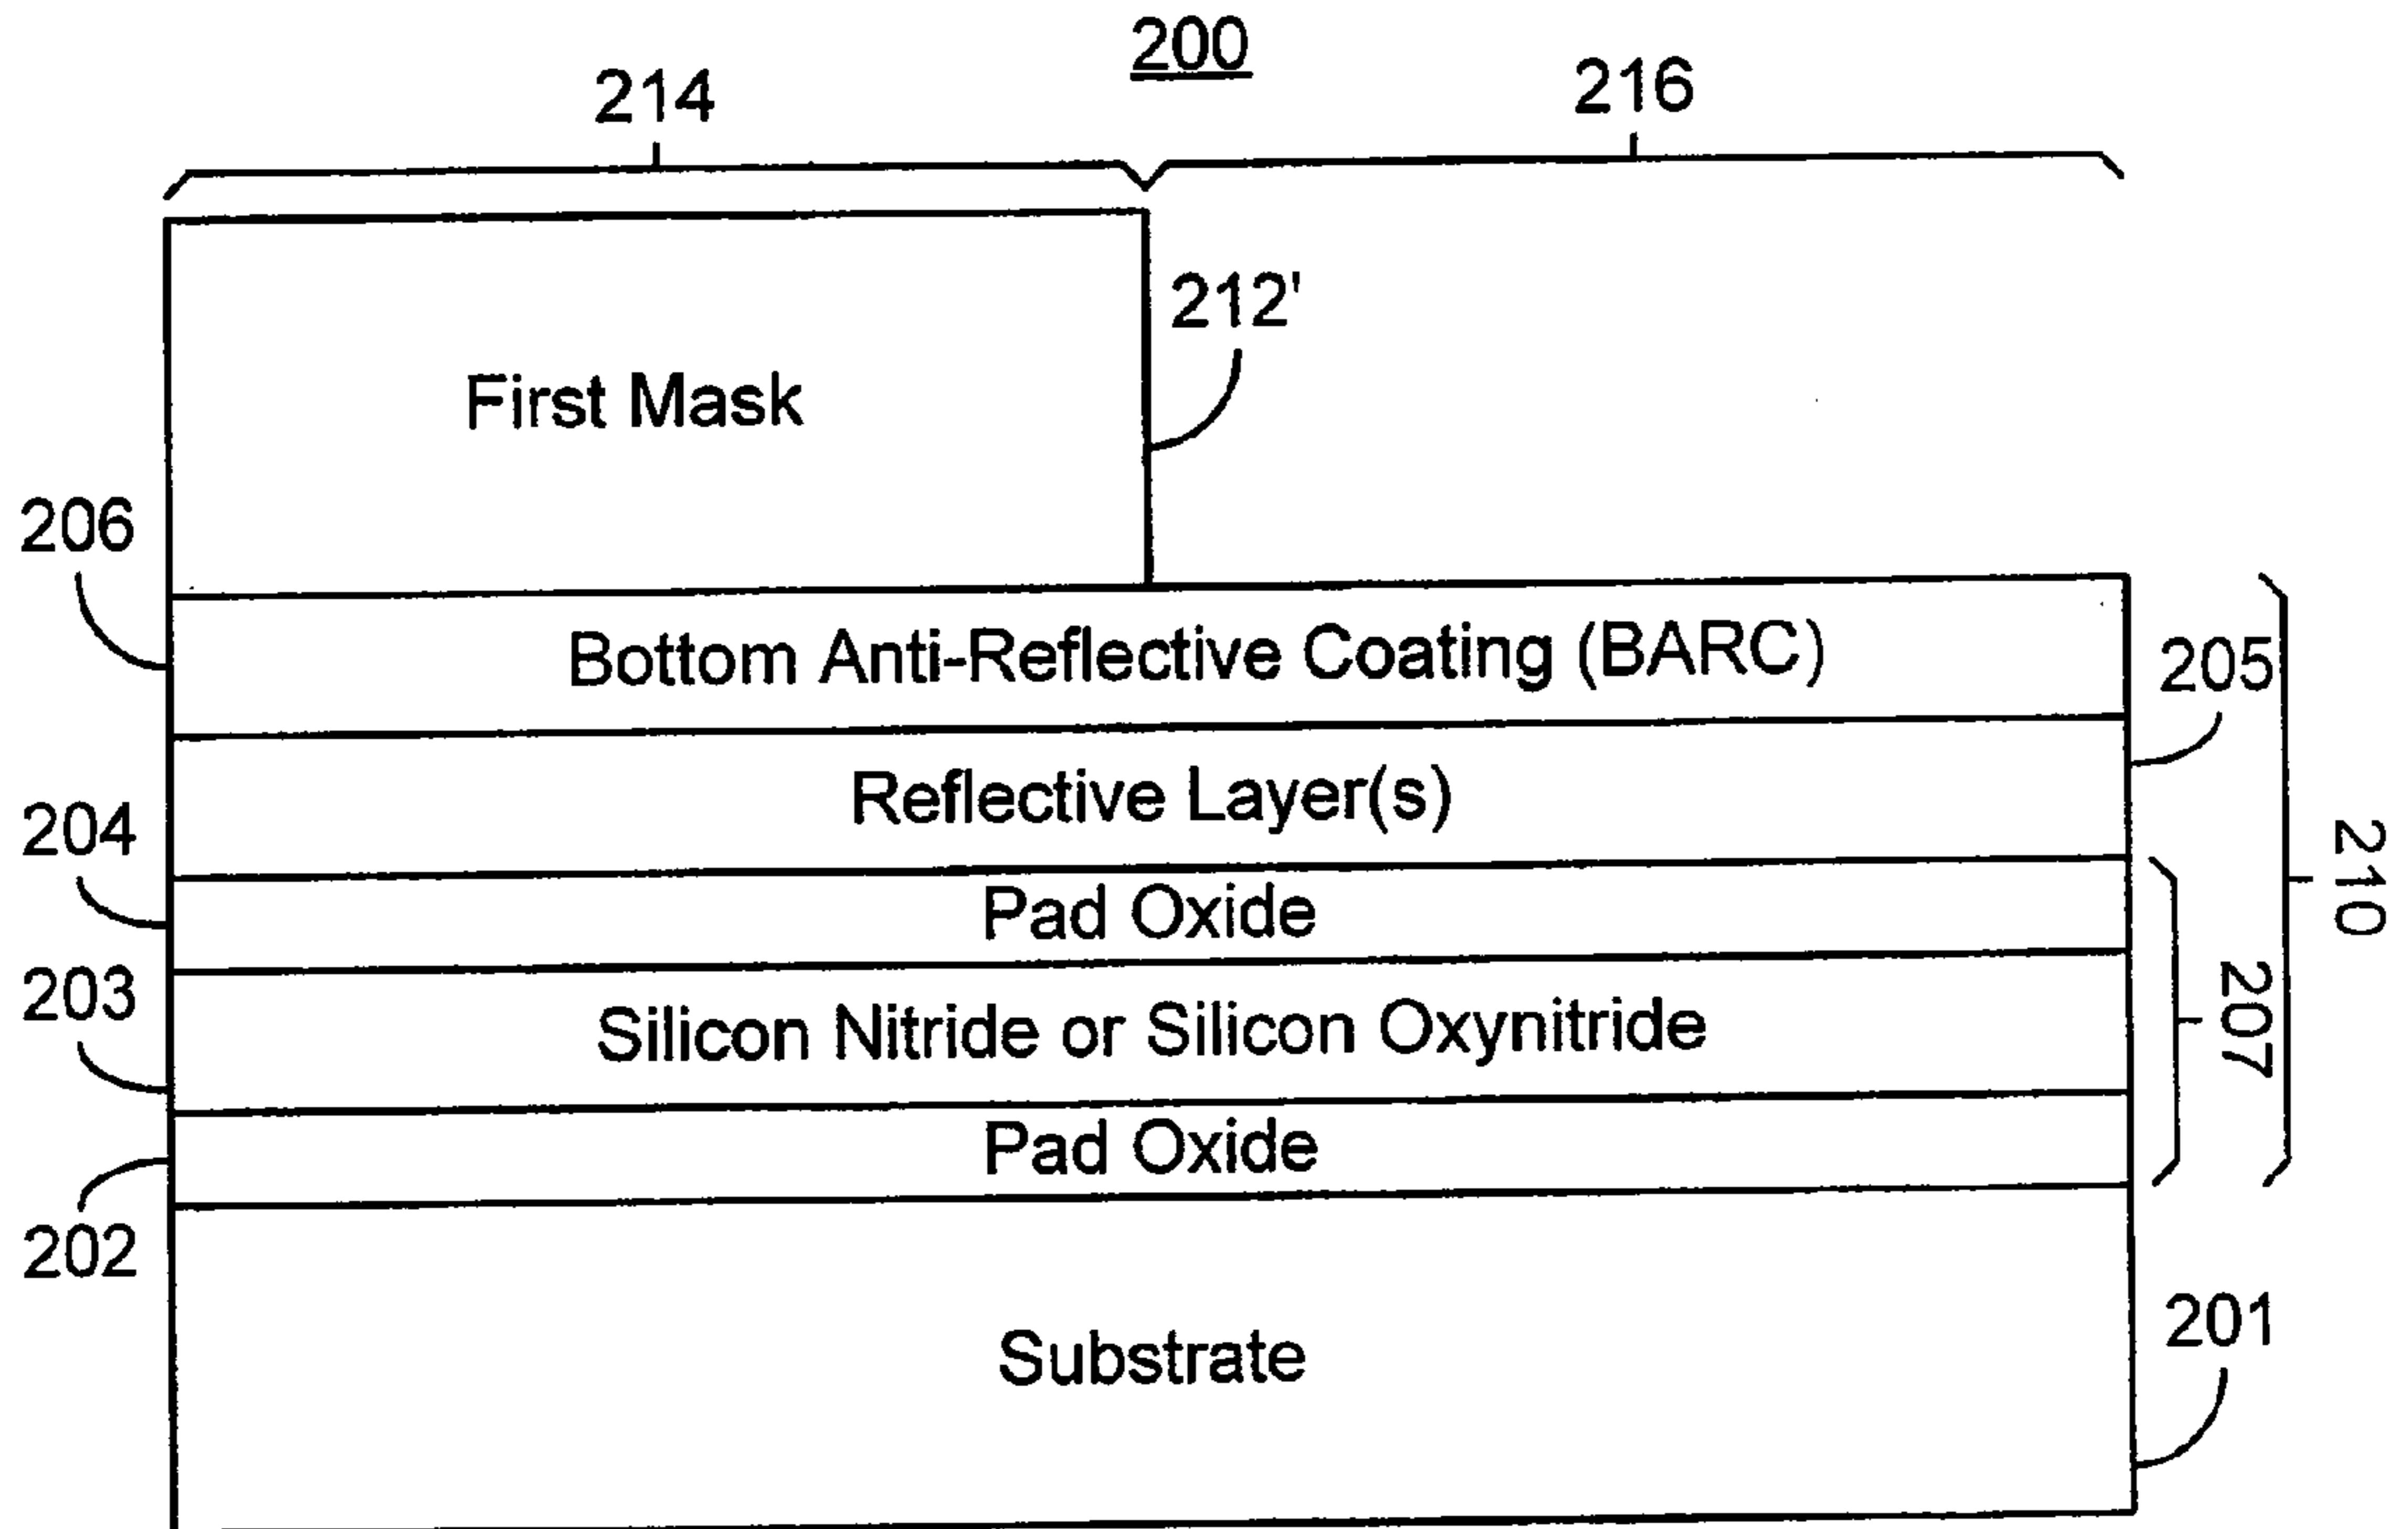 200
214
216
212'
First Mask
206
Bottom Anti-Reflective Coating (BARC)
205
Reflective Layer(s)
204
Pad Oxide
210
203
Silicon Nitride or Silicon Oxynitride
207
Pad Oxide
202
201
Substrate